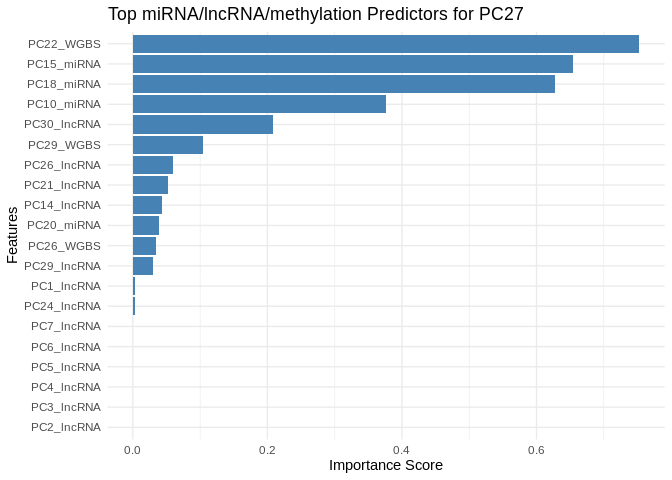 Top miRNA/lncRNA/methylation Predictors for PC27
Features
PC22_WGBS
PC15_miRNA
PC18_miRNA
PC10_miRNA
PC30_lncRNA
PC29_WGBS
PC26_lncRNA
PC21_lncRNA
PC14_lncRNA
PC20_miRNA
PC26_WGBS
PC29_lncRNA
PC1_lncRNA
PC24_lncRNA
PC7_lncRNA
PC6_lncRNA
PC5_lncRNA
PC4_lncRNA
PC3_lncRNA
PC2_lncRNA
0.0 0.2 0.4 0.6
Importance Score